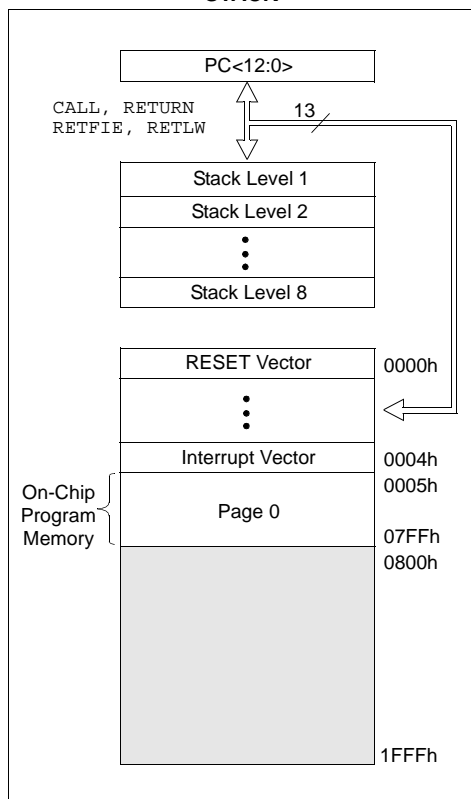 PC<12:0>
CALL, RETURN
RETFIE, RETLW
13
Stack Level 1
Stack Level 2
Stack Level 8
RESET Vector
0000h
Interrupt Vector
0004h
0005h
On-Chip
Program
Memory
Page 0
07FFh
0800h
1FFFh